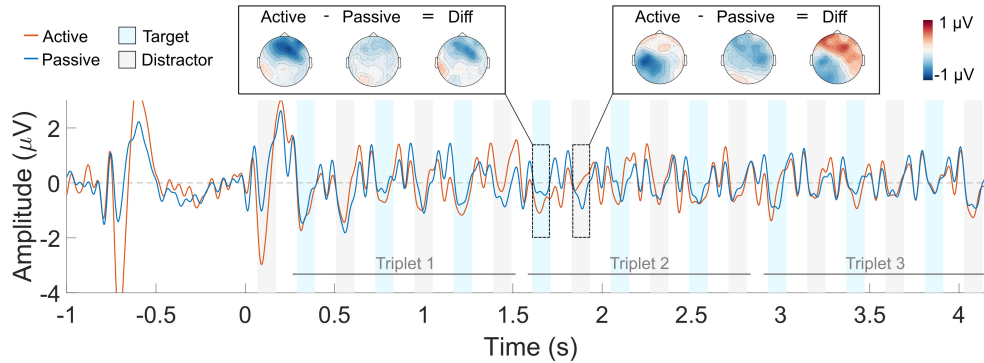 Active - Passive = Diff
Active - Passive = Diff
1 µV
-1 µV
Active
Target
Passive
Distractor
Amplitude (µV)
2
0
-2
-4
Triplet 1
Triplet 2
Triplet 3
-1
-0.5
0
0.5
1
1.5
2
2.5
3
3.5
4
Time (s)